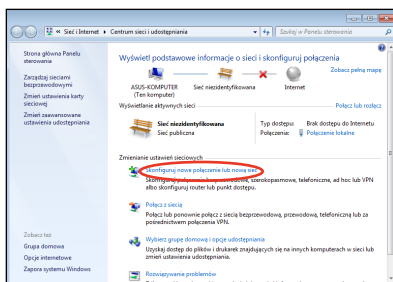 Sieć i Internet
Centrum sieci i udostępniania
Szukaj w Panelu sterowania
Strona główna Panelu
sterowania
Zarządzaj sieciami
bezprzewodowymi
Zmień ustawienia karty
sieciowej
Zmień zaawansowane
ustawienia udostępniania
Wyświetl podstawowe informacje o sieci i skonfiguruj połączenia
ASUS-KOMPUTER
(Ten komputer)
Sieć niezidentyfikowana
Internet
Zobacz pełną mapę
Wyświetlanie aktywnych sieci
Połącz lub rozłącz
Sieć niezidentyfikowana
Sieć publiczna
Typ dostępu: Brak dostępu do Internetu
Połączenia: Połączenie lokalne
Zmienianie ustawień sieciowych
Skonfiguruj nowe połączenie lub nową sieć
Skonfiguruj połączenie bezprzewodowe, szerokopasmowe, telefoniczne, ad hoc lub VPN
albo skonfiguruj router lub punkt dostępu.
Połącz z siecią
Połącz lub ponownie połącz z siecią bezprzewodową, przewodową, telefoniczną lub za
pośrednictwem połączenia VPN.
Wybierz grupę domową i opcje udostępniania
Uzyskaj dostęp do plików i drukarek znajdujących się na innych komputerach w sieci lub
zmień ustawienia udostępniania.
Rozwiązywanie problemów
Zobacz też
Grupa domowa
Opcje internetowe
Zapora systemu Windows